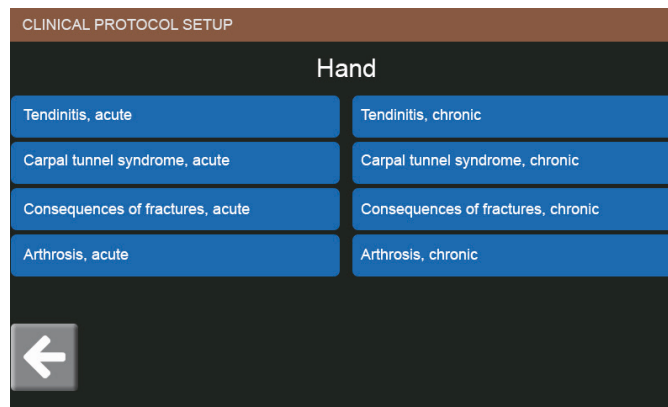 CLINICAL PROTOCOL SETUP
Hand
Tendinitis, acute
Tendinitis, chronic
Carpal tunnel syndrome, acute
Carpal tunnel syndrome, chronic
Consequences of fractures, acute
Consequences of fractures, chronic
Arthrosis, acute
Arthrosis, chronic